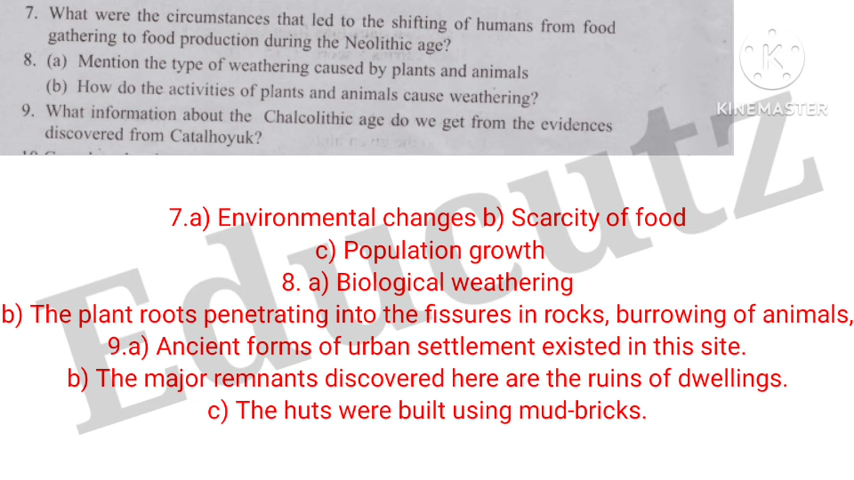 7. What were the circumstances that led to the shifting of humans from food
gathering to food production during the Neolithic age?
8. (a) Mention the type of weathering caused by plants and animals
(b) How do the activities of plants and animals cause weathering?
9. What information about the Chalcolithic age do we get from the evidences
discovered from Catalhoyuk?
K
KINEMASTER
Educutz
7.a) Environmental changes b) Scarcity of food
c) Population growth
8. a) Biological weathering
b) The plant roots penetrating into the fissures in rocks, burrowing of animals,
9.a) Ancient forms of urban settlement existed in this site.
b) The major remnants discovered here are the ruins of dwellings.
c) The huts were built using mud-bricks.